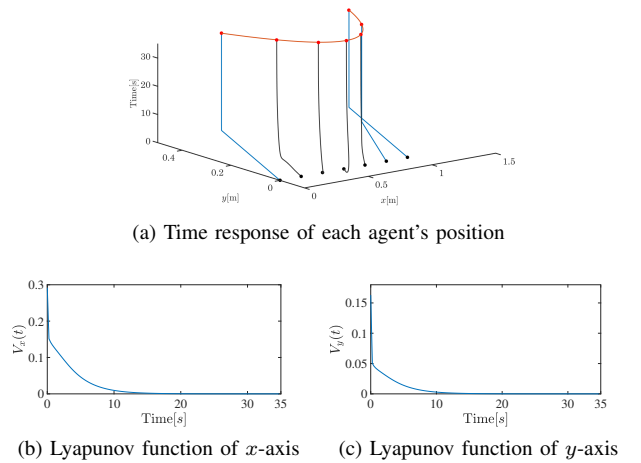 30
20
10
0
Time[s]
0.4
0.2
0
y[m]
0
0.5
1
1.5
x[m]
(a) Time response of each agent's position
0.3
0.2
0.1
0
V_x(t)
0 10 20 30 35
Time[s]
(b) Lyapunov function of x-axis
0.15
0.10
0.05
0
V_y(t)
0 10 20 30 35
Time[s]
(c) Lyapunov function of y-axis